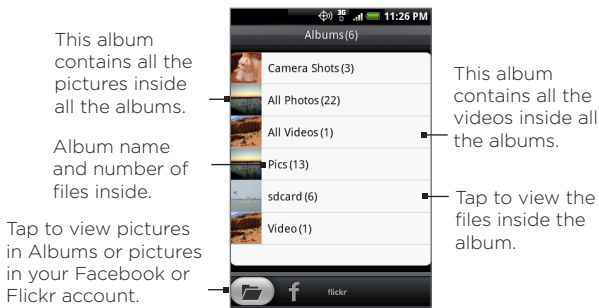 This album
contains all the
pictures inside
all the albums.
Album name
and number of
files inside.
Tap to view pictures
in Albums or pictures
in your Facebook or
Flickr account.
3G
11:26 PM
Albums(6)
Camera Shots (3)
All Photos (22)
All Videos (1)
Pics (13)
sdcard (6)
Video (1)
f
flickr
This album
contains all the
videos inside all
the albums.
Tap to view the
files inside the
album.